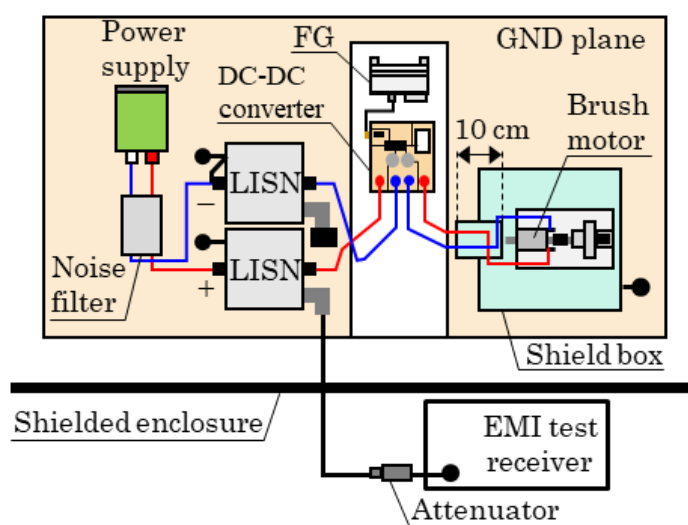 Power
supply
FG
GND plane
DC-DC
converter
Brush
motor
10 cm
LISN
−
LISN
+
Noise
filter
Shield box
Shielded enclosure
EMI test
receiver
Attenuator